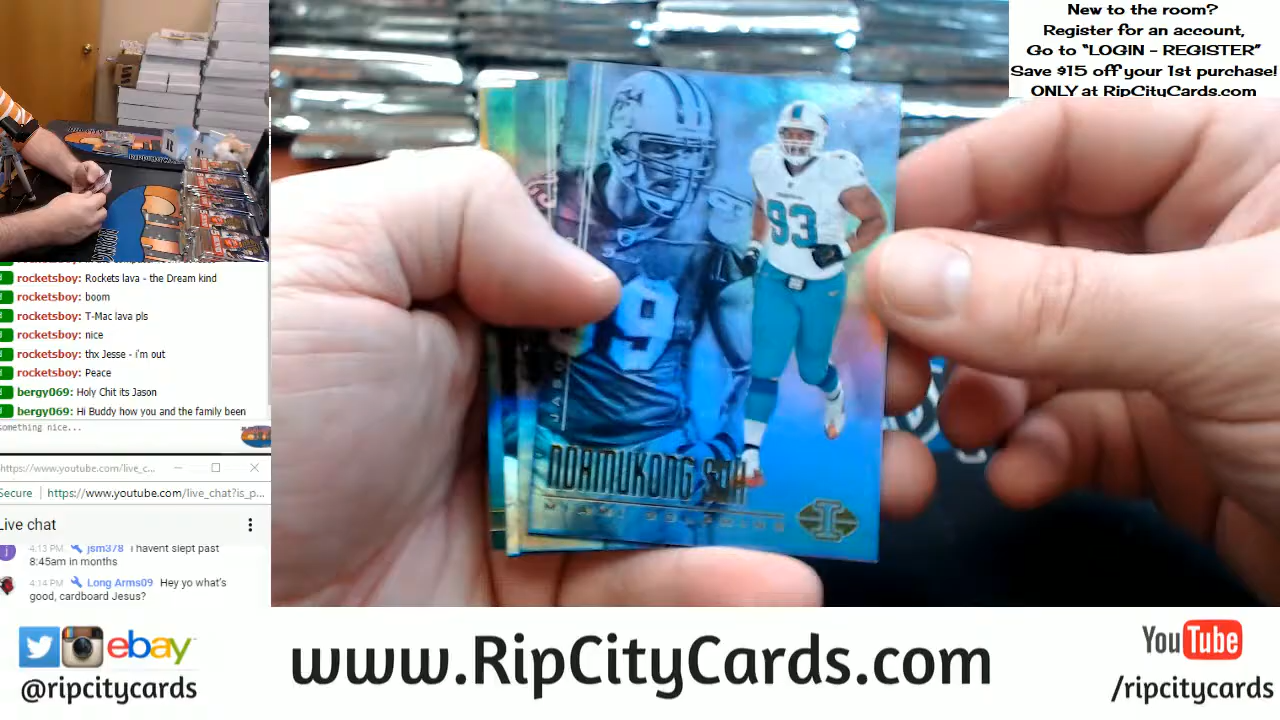 New to the room?
Register for an account,
Go to "LOGIN - REGISTER"
Save $15 off your 1st purchase!
ONLY at RipCityCards.com
93
99
JASO
NDAMUKONG SUH
MIAMI DOLPHINS
I
rocketsboy: Rockets lava - the Dream kind
rocketsboy: boom
rocketsboy: T-Mac lava pls
rocketsboy: nice
rocketsboy: thx Jesse - i'm out
rocketsboy: Peace
bergy069: Holy Chit its Jason
bergy069: Hi Buddy how you and the family been
something nice...
https://www.youtube.com/live_c...
Secure https://www.youtube.com/live_chat?is_p...
Live chat
j
4:13 PM jsm378 i havent slept past
8:45am in months
4:14 PM Long Arms09 Hey yo what's
good, cardboard Jesus?
ebay
@ripcitycards
www.RipCityCards.com
YouTube
/ripcitycards